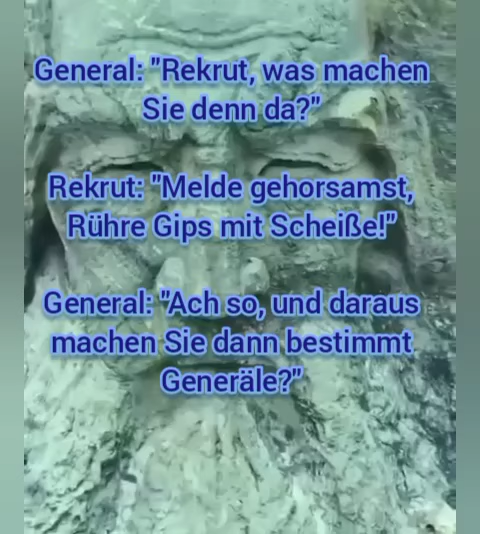 General: "Rekrut, was machen
Sie denn da?"
Rekrut: "Melde gehorsamst,
Rühre Gips mit Scheiße!"
General: "Ach so, und daraus
machen Sie dann bestimmt
Generäle?"